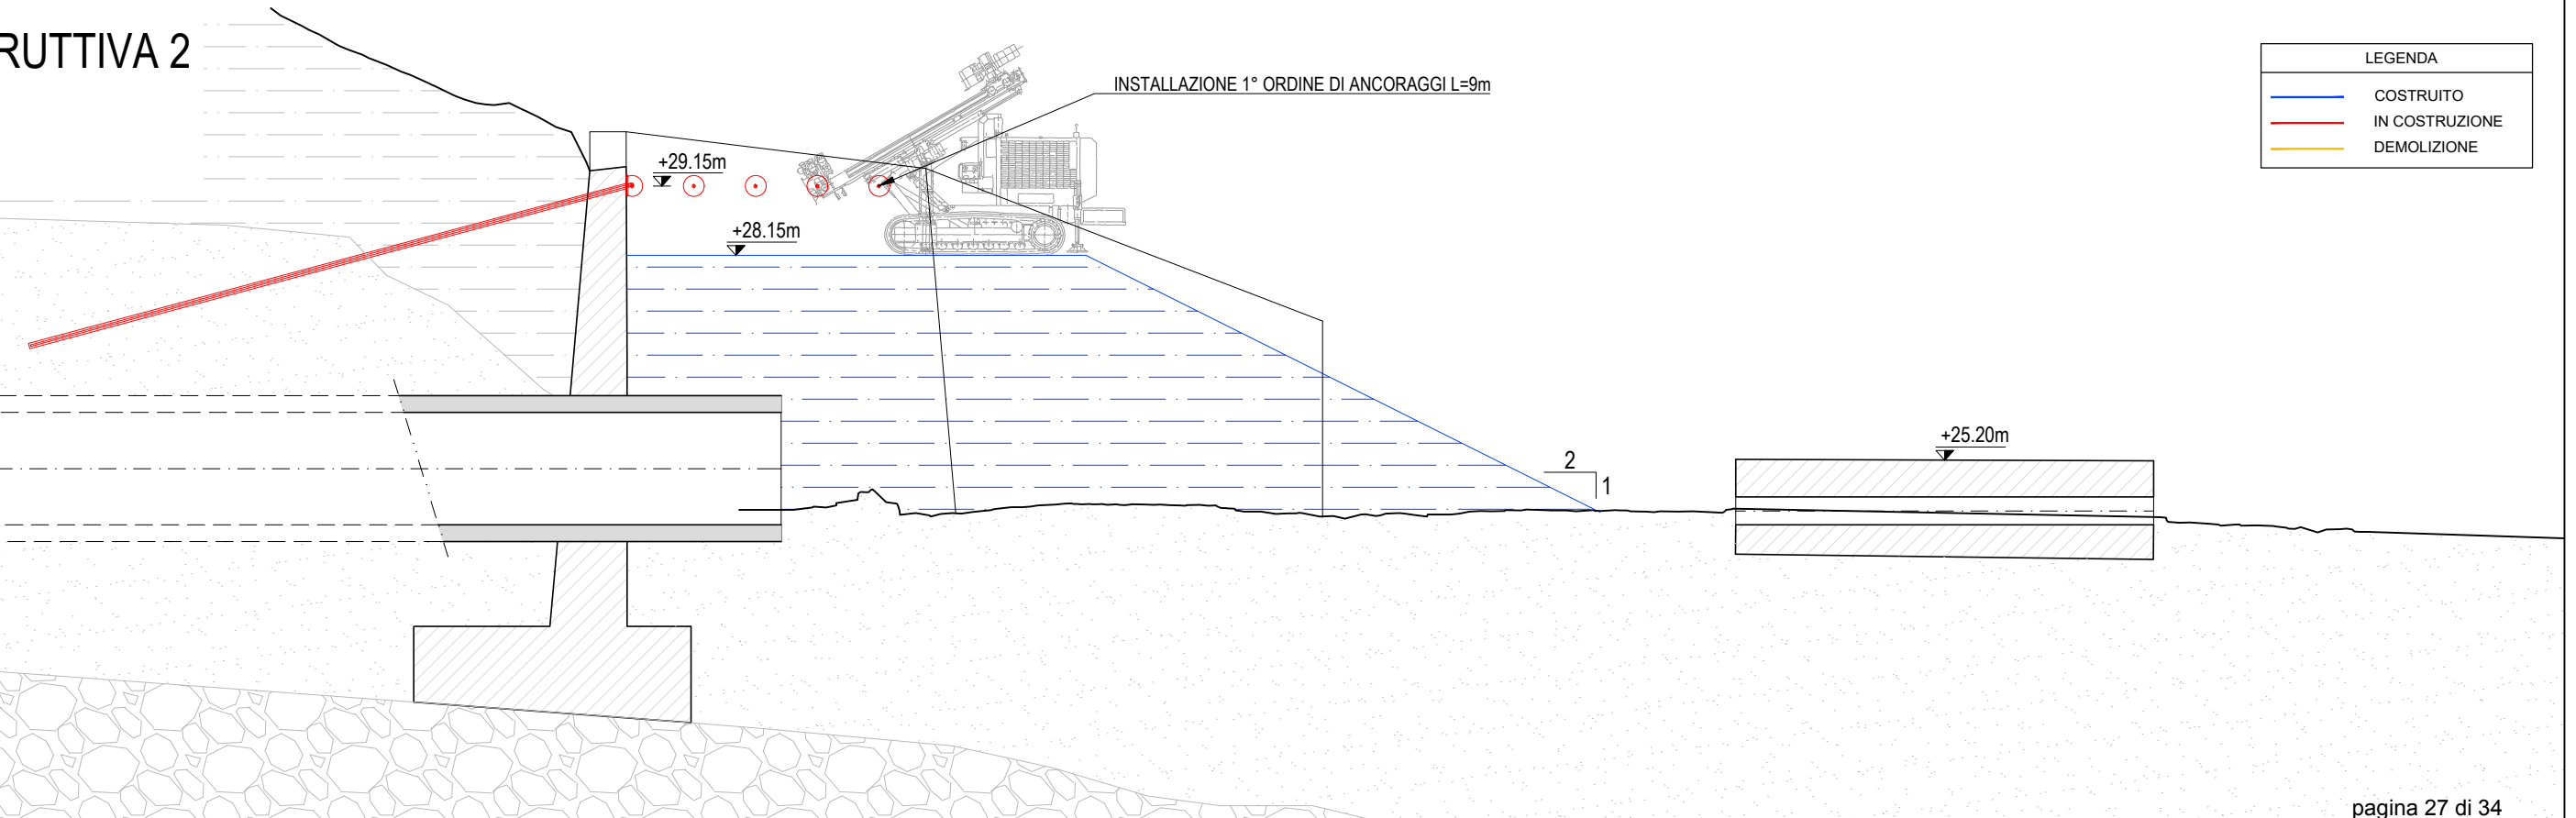 RUTTIVA 2
INSTALLAZIONE 1° ORDINE DI ANCORAGGI L=9m
LEGENDA
COSTRUITO
IN COSTRUZIONE
DEMOLIZIONE
+29.15m
+28.15m
+25.20m
2
1
pagina 27 di 34